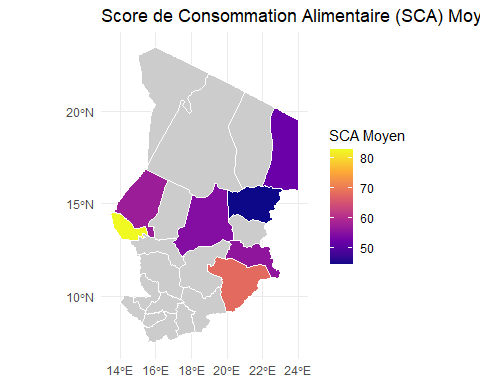 Score de Consommation Alimentaire (SCA) Moy
20°N
15°N
10°N
14°E 16°E 18°E 20°E 22°E 24°E
SCA Moyen
80
70
60
50